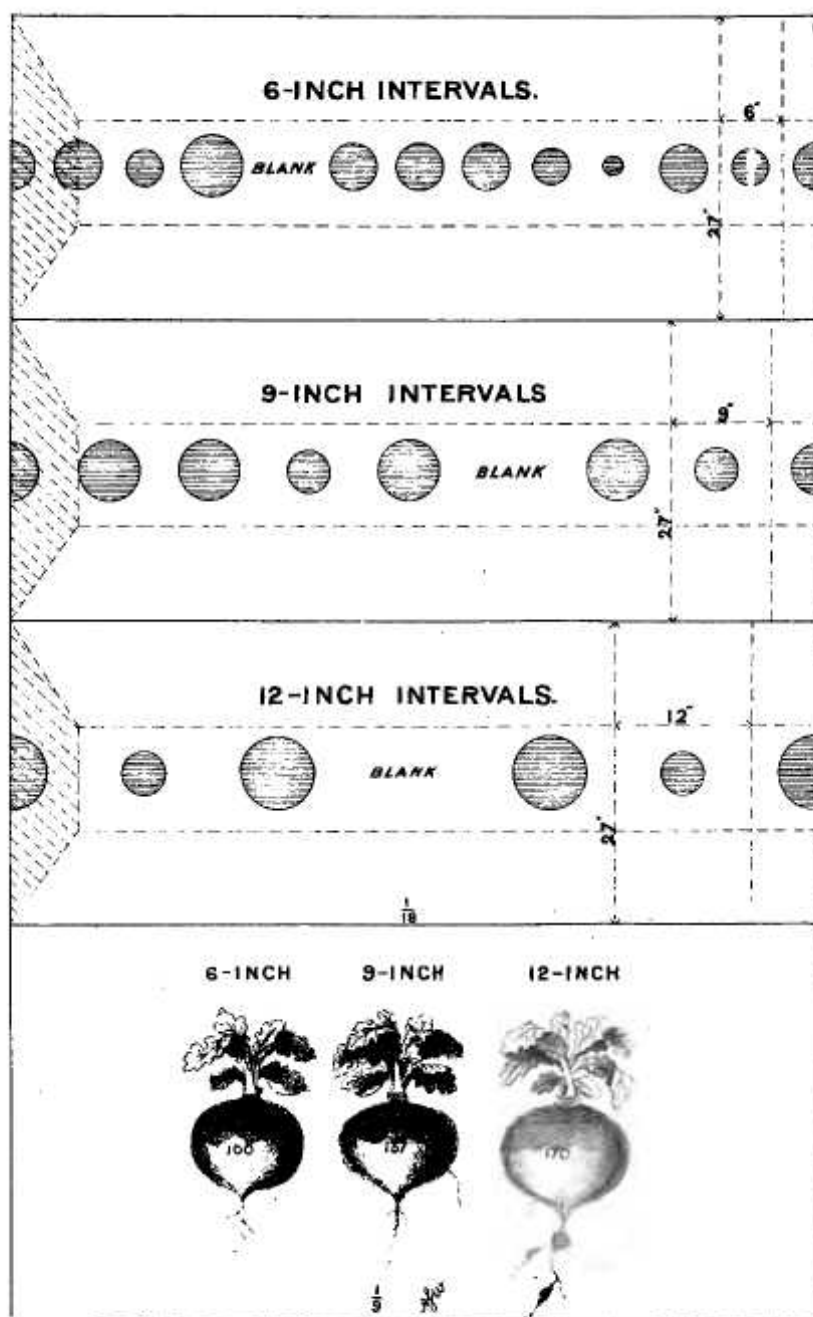 6-INCH INTERVALS.
6"
BLANK
27"
9-INCH INTERVALS
9"
BLANK
27"
12-INCH INTERVALS.
12"
BLANK
27"
1/18
6-INCH 9-INCH 12-INCH
100 137 170
1/9